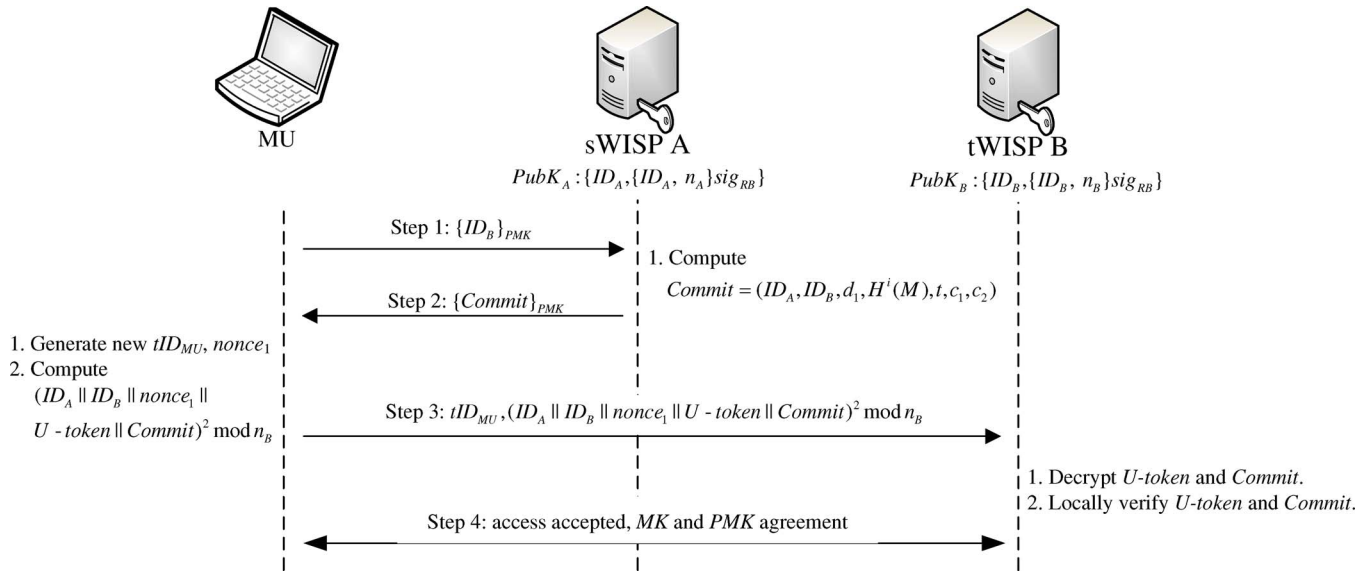 MU
sWISP A
tWISP B
PubK_A : {ID_A, {ID_A, n_A}sig_RB}
PubK_B : {ID_B, {ID_B, n_B}sig_RB}
Step 1: {ID_B}_PMK
1. Compute
Commit = (ID_A, ID_B, d_1, H^i(M), t, c_1, c_2)
Step 2: {Commit}_PMK
1. Generate new tID_MU, nonce_1
2. Compute
(ID_A || ID_B || nonce_1 ||
U - token || Commit)^2 mod n_B
Step 3: tID_MU, (ID_A || ID_B || nonce_1 || U - token || Commit)^2 mod n_B
1. Decrypt U-token and Commit.
2. Locally verify U-token and Commit.
Step 4: access accepted, MK and PMK agreement